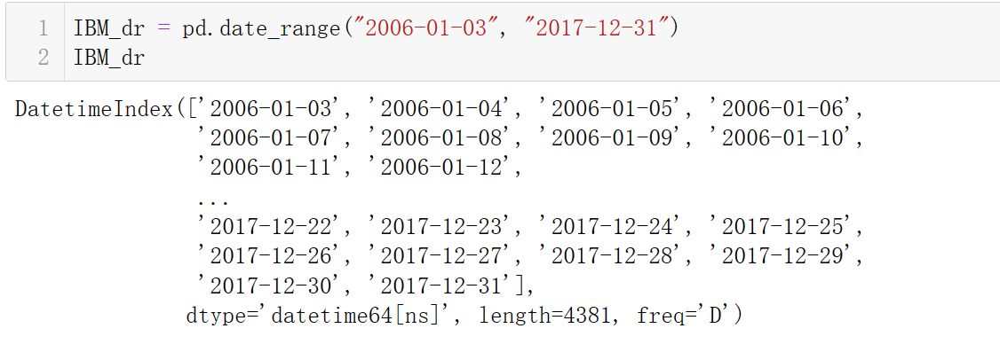 1 IBM_dr = pd.date_range("2006-01-03", "2017-12-31")
2 IBM_dr
DatetimeIndex(['2006-01-03', '2006-01-04', '2006-01-05', '2006-01-06',
'2006-01-07', '2006-01-08', '2006-01-09', '2006-01-10',
'2006-01-11', '2006-01-12',
...
'2017-12-22', '2017-12-23', '2017-12-24', '2017-12-25',
'2017-12-26', '2017-12-27', '2017-12-28', '2017-12-29',
'2017-12-30', '2017-12-31'],
dtype='datetime64[ns]', length=4381, freq='D')